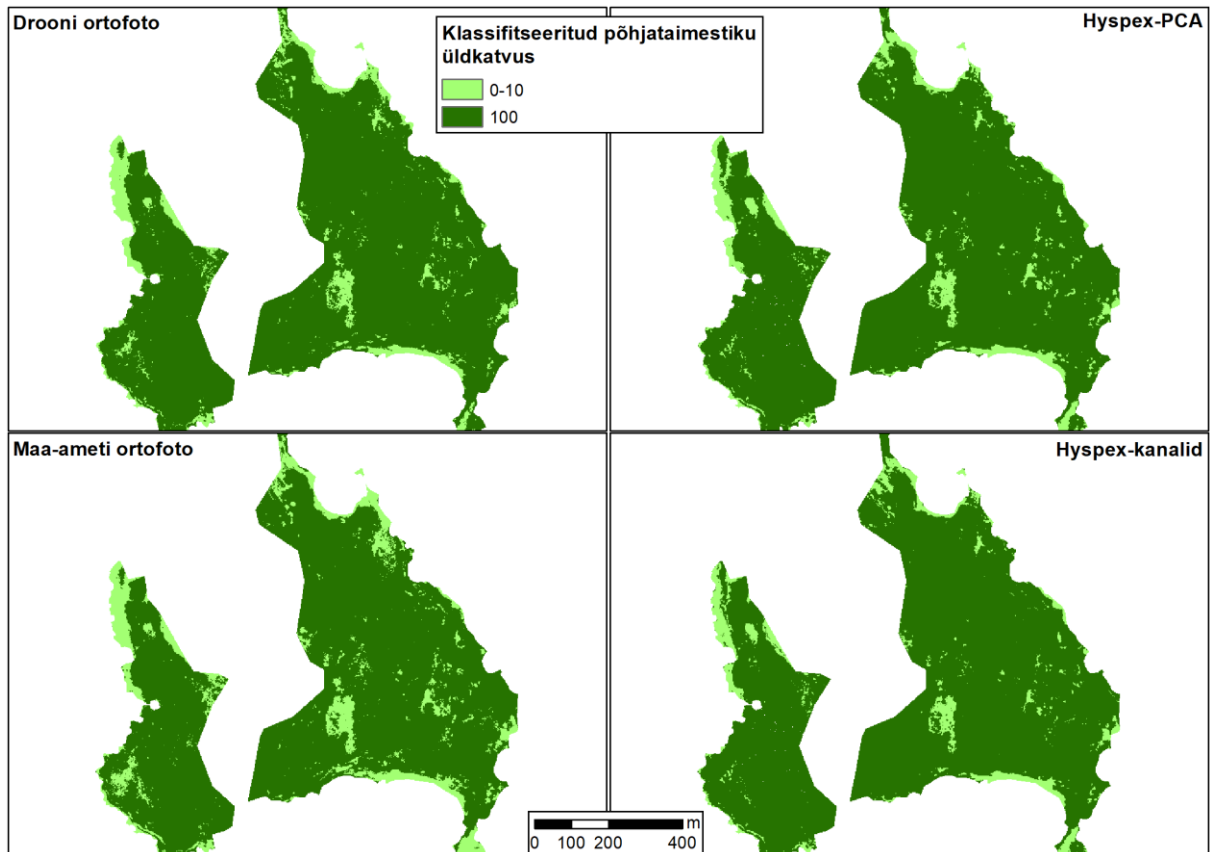 Drooni ortofoto
Hyspex-PCA
Klassifitseeritud põhjataimestiku
üldkatvus
0-10
100
Maa-ameti ortofoto
Hyspex-kanalid
m
0 100 200 400